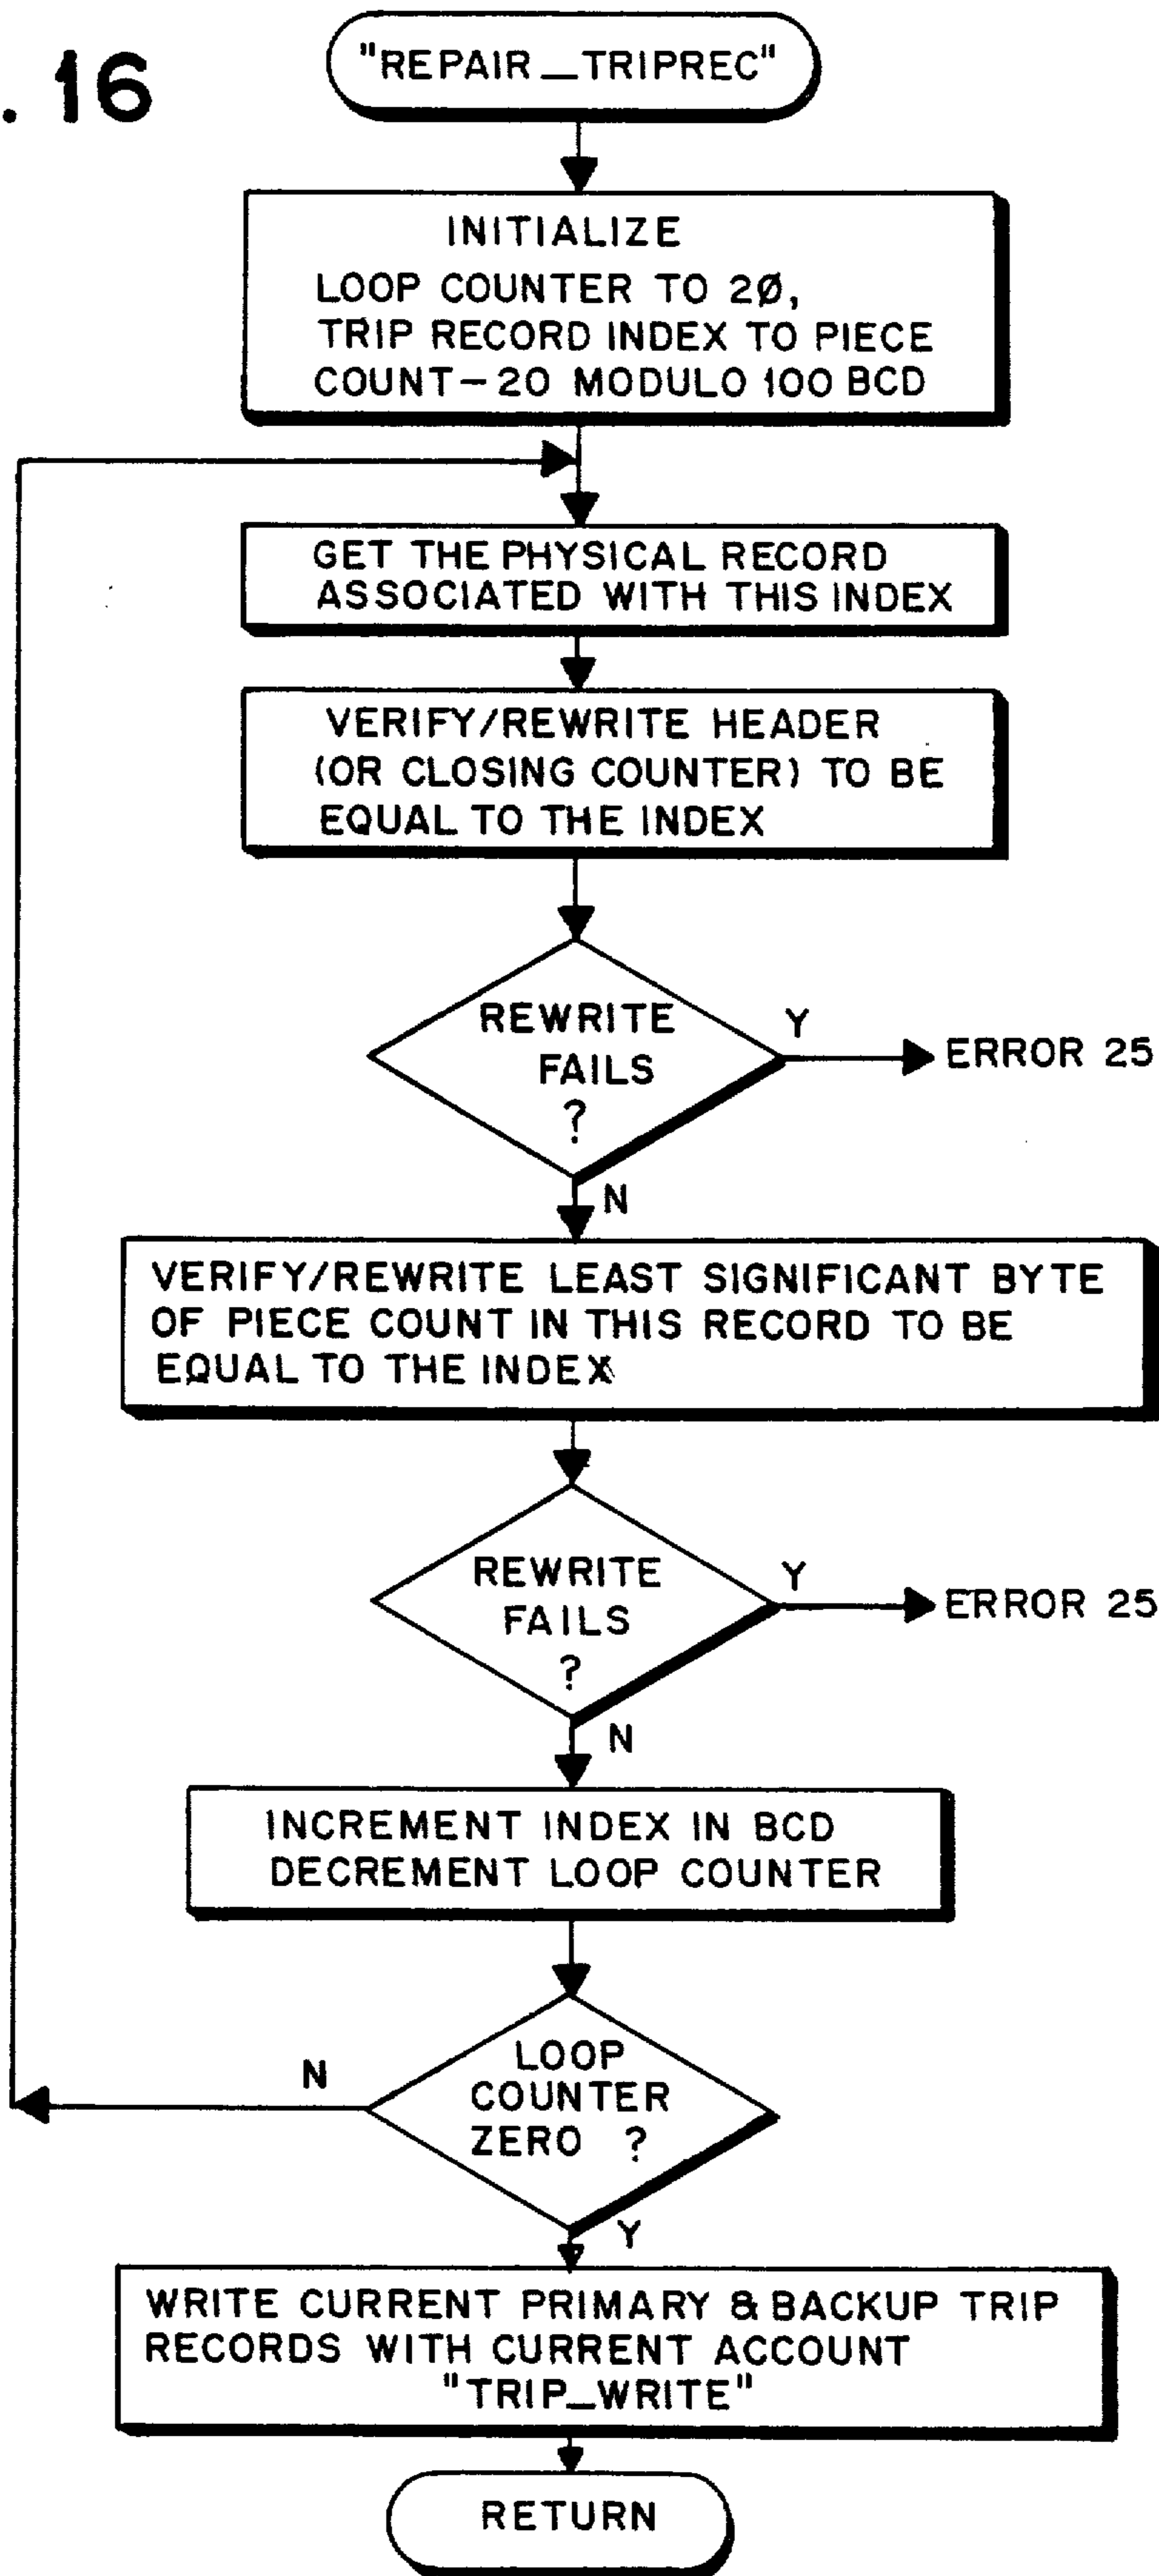 . 16
"REPAIR_TRIPREC"
INITIALIZE
LOOP COUNTER TO 2Ø,
TRIP RECORD INDEX TO PIECE
COUNT-20 MODULO 100 BCD
GET THE PHYSICAL RECORD
ASSOCIATED WITH THIS INDEX
VERIFY/REWRITE HEADER
(OR CLOSING COUNTER) TO BE
EQUAL TO THE INDEX
REWRITE
FAILS
?
Y
ERROR 25
N
VERIFY/REWRITE LEAST SIGNIFICANT BYTE
OF PIECE COUNT IN THIS RECORD TO BE
EQUAL TO THE INDEX
REWRITE
FAILS
?
Y
ERROR 25
N
INCREMENT INDEX IN BCD
DECREMENT LOOP COUNTER
LOOP
COUNTER
ZERO ?
N
Y
WRITE CURRENT PRIMARY & BACKUP TRIP
RECORDS WITH CURRENT ACCOUNT
"TRIP_WRITE"
RETURN